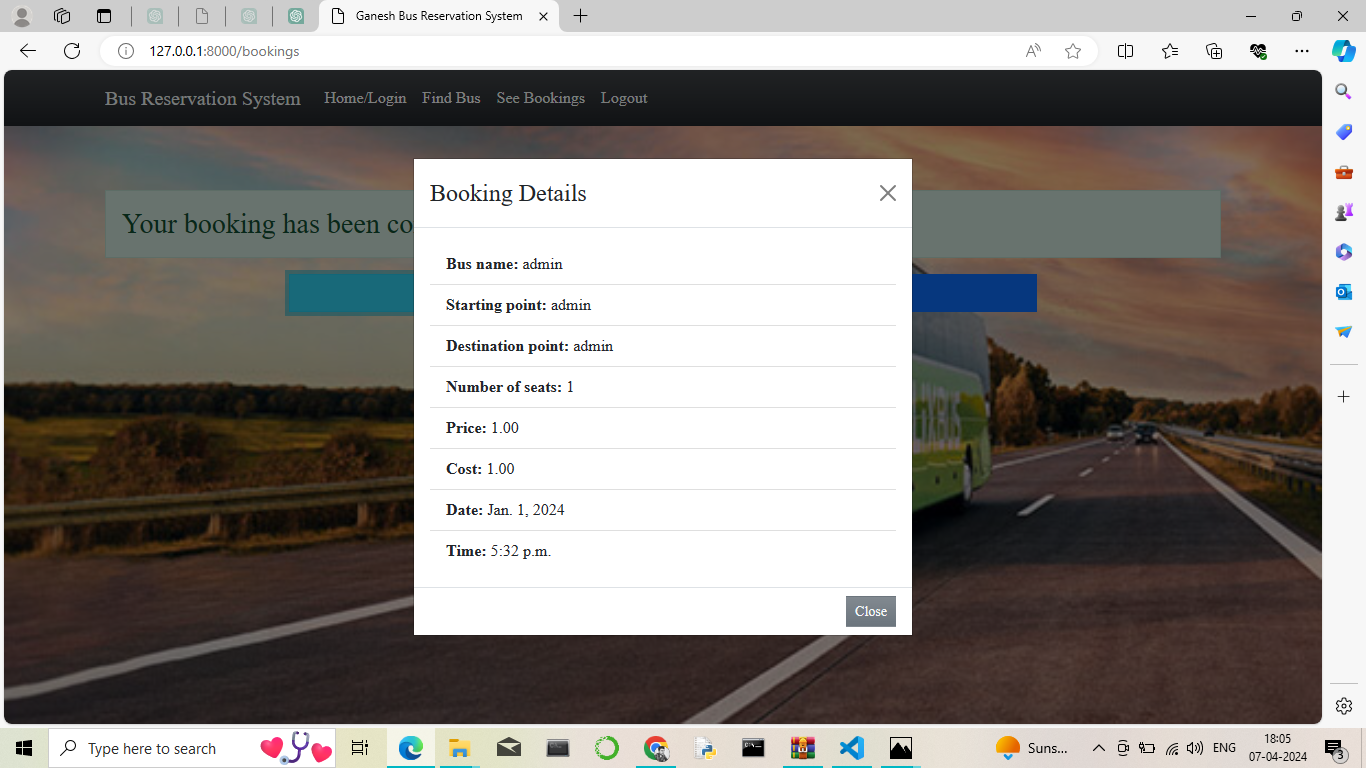 Ganesh Bus Reservation System
127.0.0.1:8000/bookings
Bus Reservation System Home/Login Find Bus See Bookings Logout
Booking Details
Your booking has been co
Bus name: admin
Starting point: admin
Destination point: admin
Number of seats: 1
Price: 1.00
Cost: 1.00
Date: Jan. 1, 2024
Time: 5:32 p.m.
Close
Type here to search
Suns...
ENG
18:05
07-04-2024
3